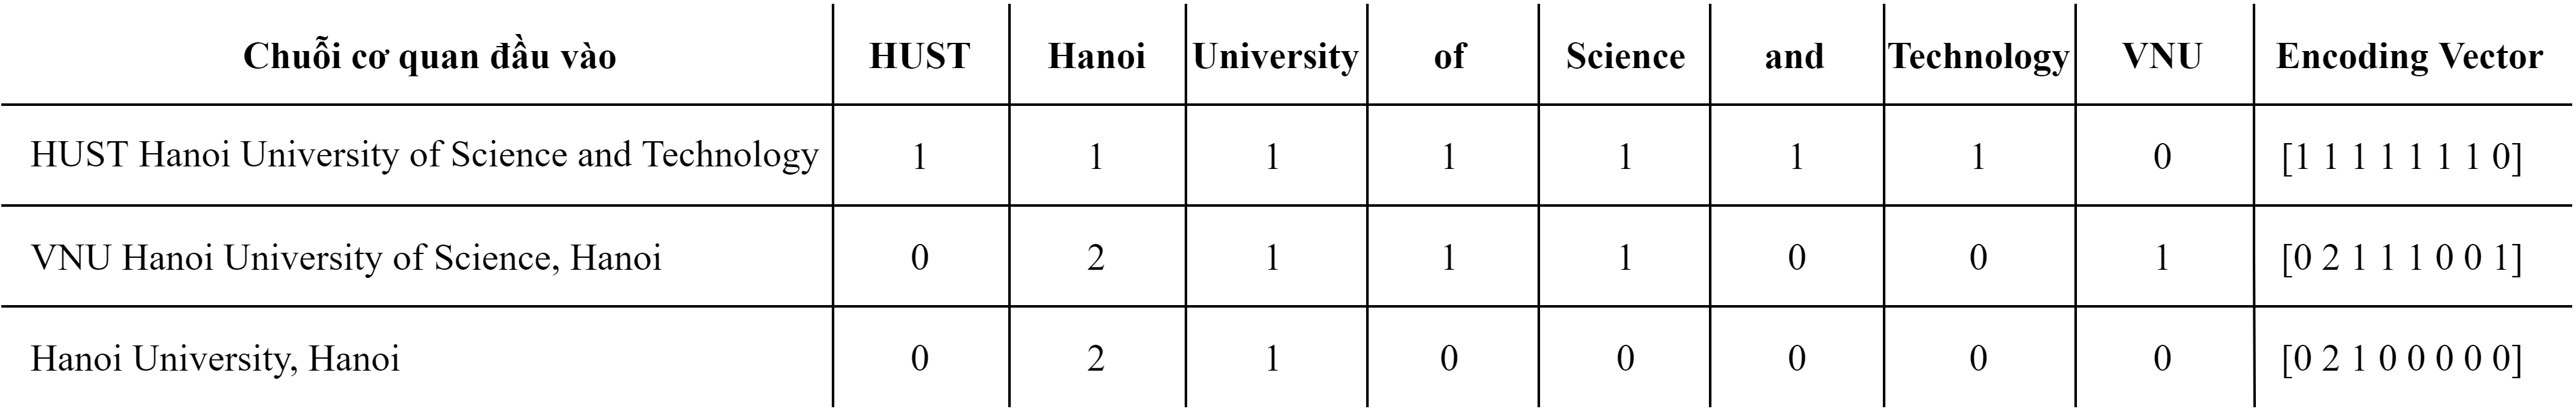 Chuỗi cơ quan đầu vào HUST Hanoi University of Science and Technology VNU Encoding Vector
HUST Hanoi University of Science and Technology 1 1 1 1 1 1 1 0 [1 1 1 1 1 1 1 0]
VNU Hanoi University of Science, Hanoi 0 2 1 1 1 0 0 1 [0 2 1 1 1 0 0 1]
Hanoi University, Hanoi 0 2 1 0 0 0 0 0 [0 2 1 0 0 0 0 0]